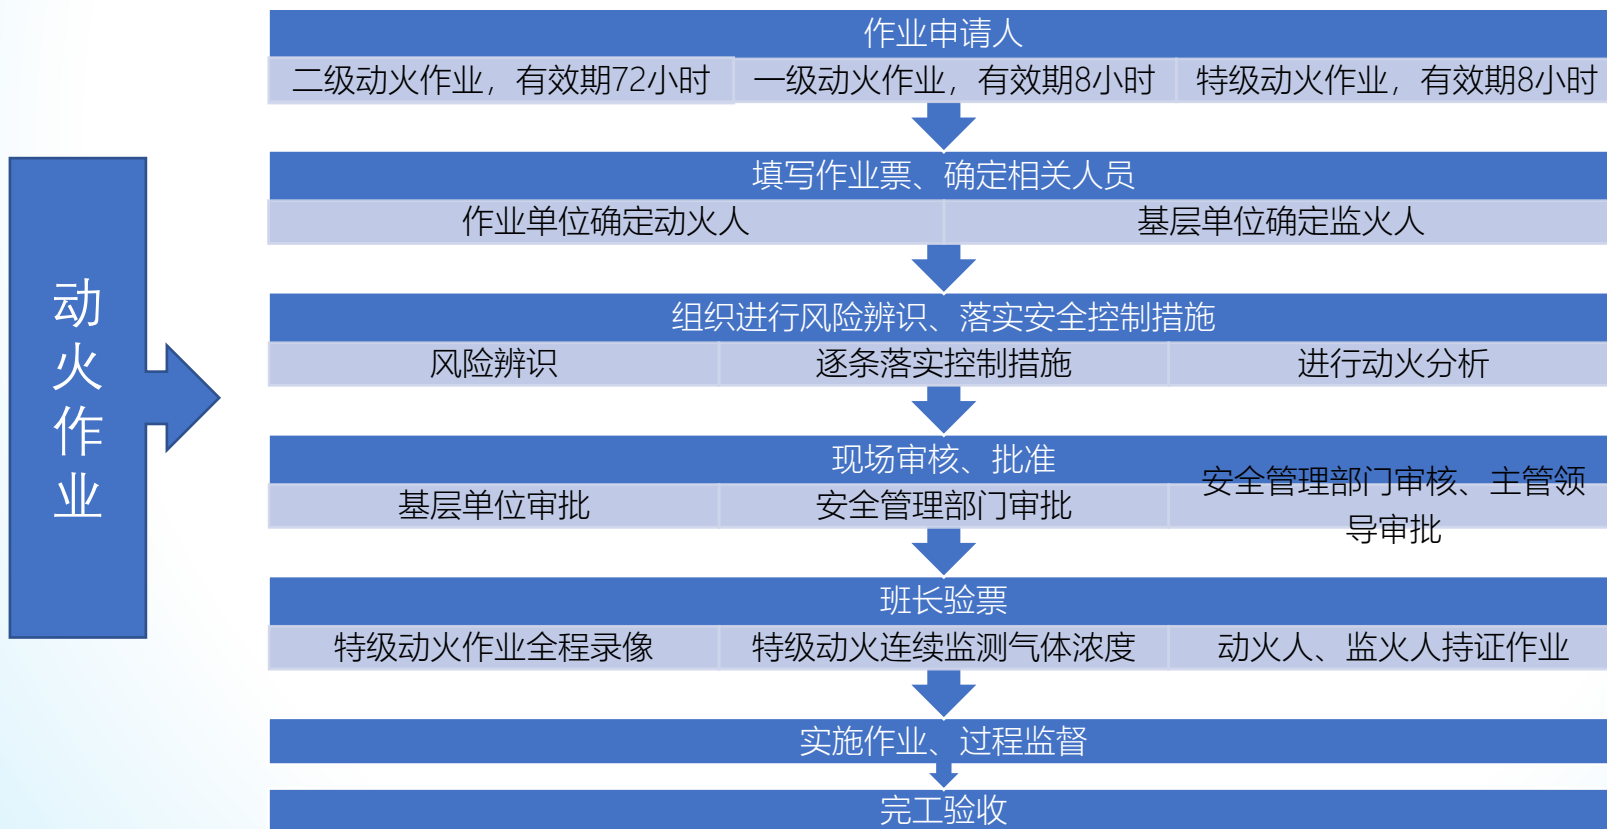 动火作业
作业申请人
二级动火作业，有效期72小时
一级动火作业，有效期8小时
特级动火作业，有效期8小时
填写作业票、确定相关人员
作业单位确定动火人
基层单位确定监火人
组织进行风险辨识、落实安全控制措施
风险辨识
逐条落实控制措施
进行动火分析
现场审核、批准
基层单位审批
安全管理部门审批
安全管理部门审核、主管领
导审批
班长验票
特级动火作业全程录像
特级动火连续监测气体浓度
动火人、监火人持证作业
实施作业、过程监督
完工验收